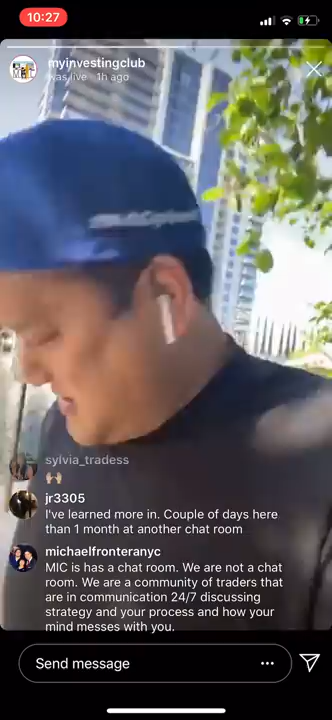 10:27
myinvestingclub
was live · 1h ago
sylvia_tradess
jr3305
I've learned more in. Couple of days here
than 1 month at another chat room
michaelfronteranyc
MIC is has a chat room. We are not a chat
room. We are a community of traders that
are in communication 24/7 discussing
strategy and your process and how your
mind messes with you.
Send message